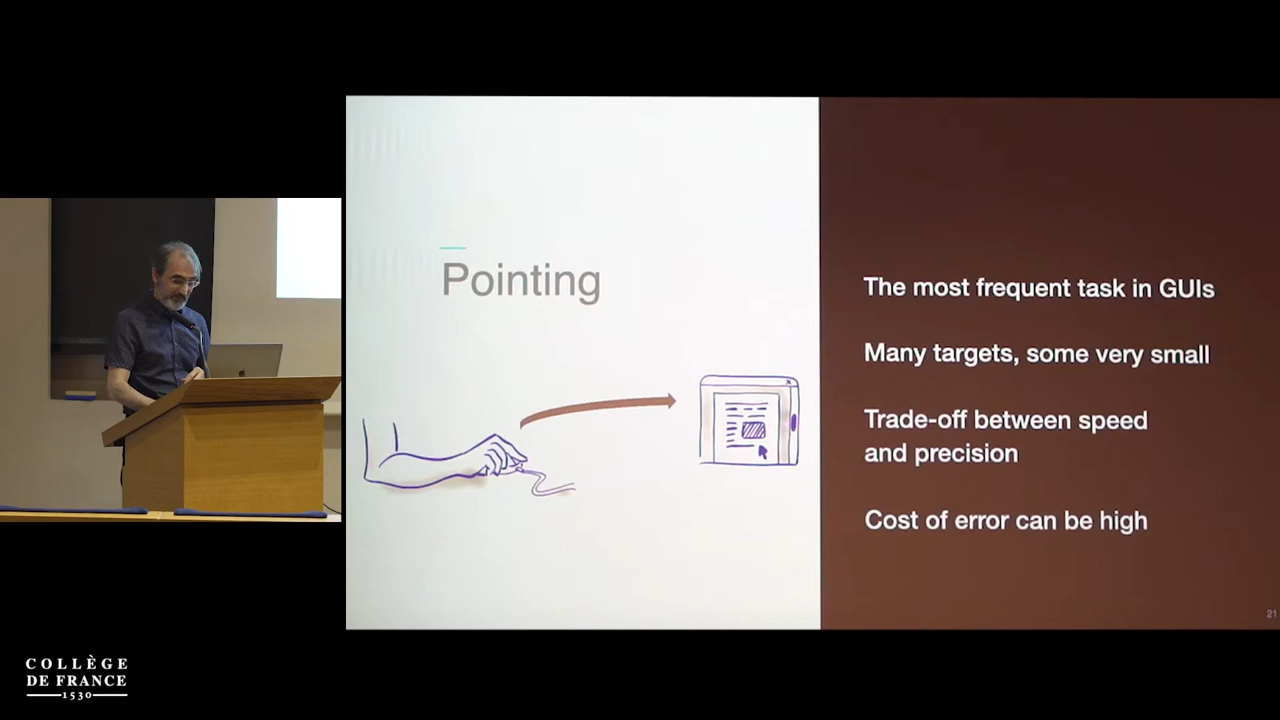 Pointing
The most frequent task in GUIs
Many targets, some very small
Trade-off between speed
and precision
Cost of error can be high
21
COLLÈGE
DE FRANCE
1530